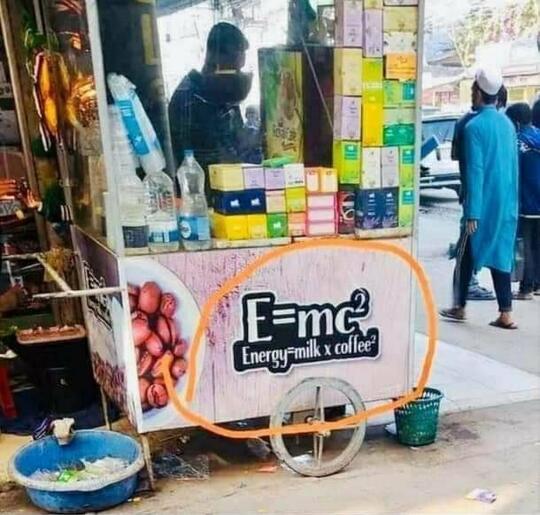 E=mc²
Energy=milk x coffee²